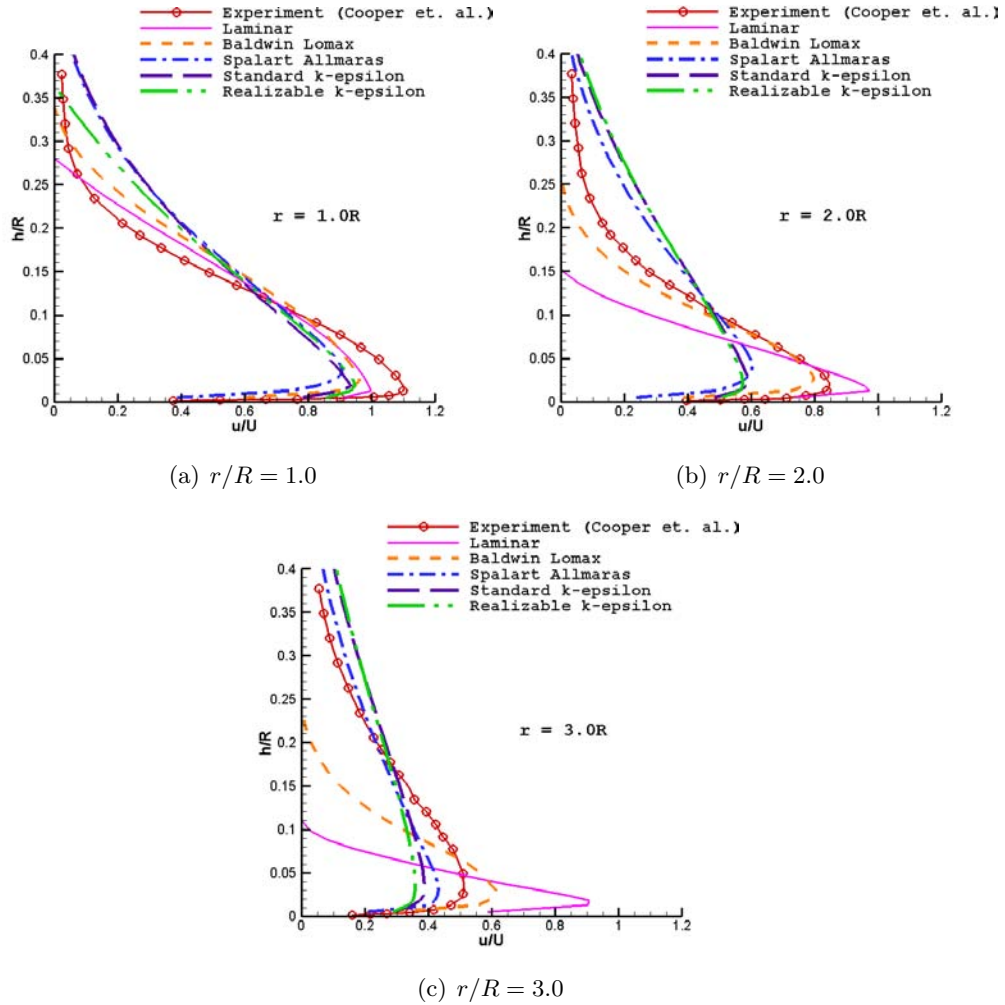 Experiment (Cooper et. al.)
Laminar
Baldwin Lomax
Spalart Allmaras
Standard k-epsilon
Realizable k-epsilon
0.4
0.35
0.3
0.25
0.2
0.15
0.1
0.05
0
h/R
r = 1.0R
0 0.2 0.4 0.6 0.8 1 1.2
u/U
(a) r/R = 1.0
Experiment (Cooper et. al.)
Laminar
Baldwin Lomax
Spalart Allmaras
Standard k-epsilon
Realizable k-epsilon
0.4
0.35
0.3
0.25
0.2
0.15
0.1
0.05
0
h/R
r = 2.0R
0 0.2 0.4 0.6 0.8 1 1.2
u/U
(b) r/R = 2.0
Experiment (Cooper et. al.)
Laminar
Baldwin Lomax
Spalart Allmaras
Standard k-epsilon
Realizable k-epsilon
0.4
0.35
0.3
0.25
0.2
0.15
0.1
0.05
0
h/R
r = 3.0R
0 0.2 0.4 0.6 0.8 1 1.2
u/U
(c) r/R = 3.0